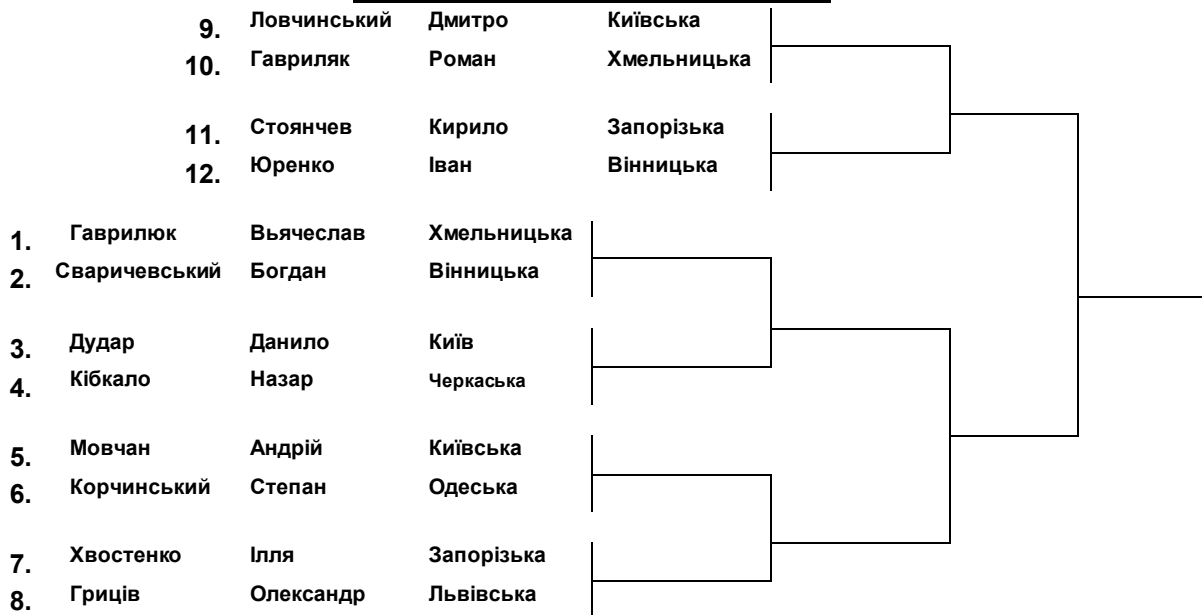 9. Ловчинський Дмитро Київська
10. Гавриляк Роман Хмельницька
11. Стоянчев Кирило Запорізька
12. Юренко Іван Вінницька
1. Гаврилюк Вьячеслав Хмельницька
2. Сваричевський Богдан Вінницька
3. Дудар Данило Київ
4. Кібкало Назар Черкаська
5. Мовчан Андрій Київська
6. Корчинський Степан Одеська
7. Хвостенко Ілля Запорізька
8. Гриців Олександр Львівська